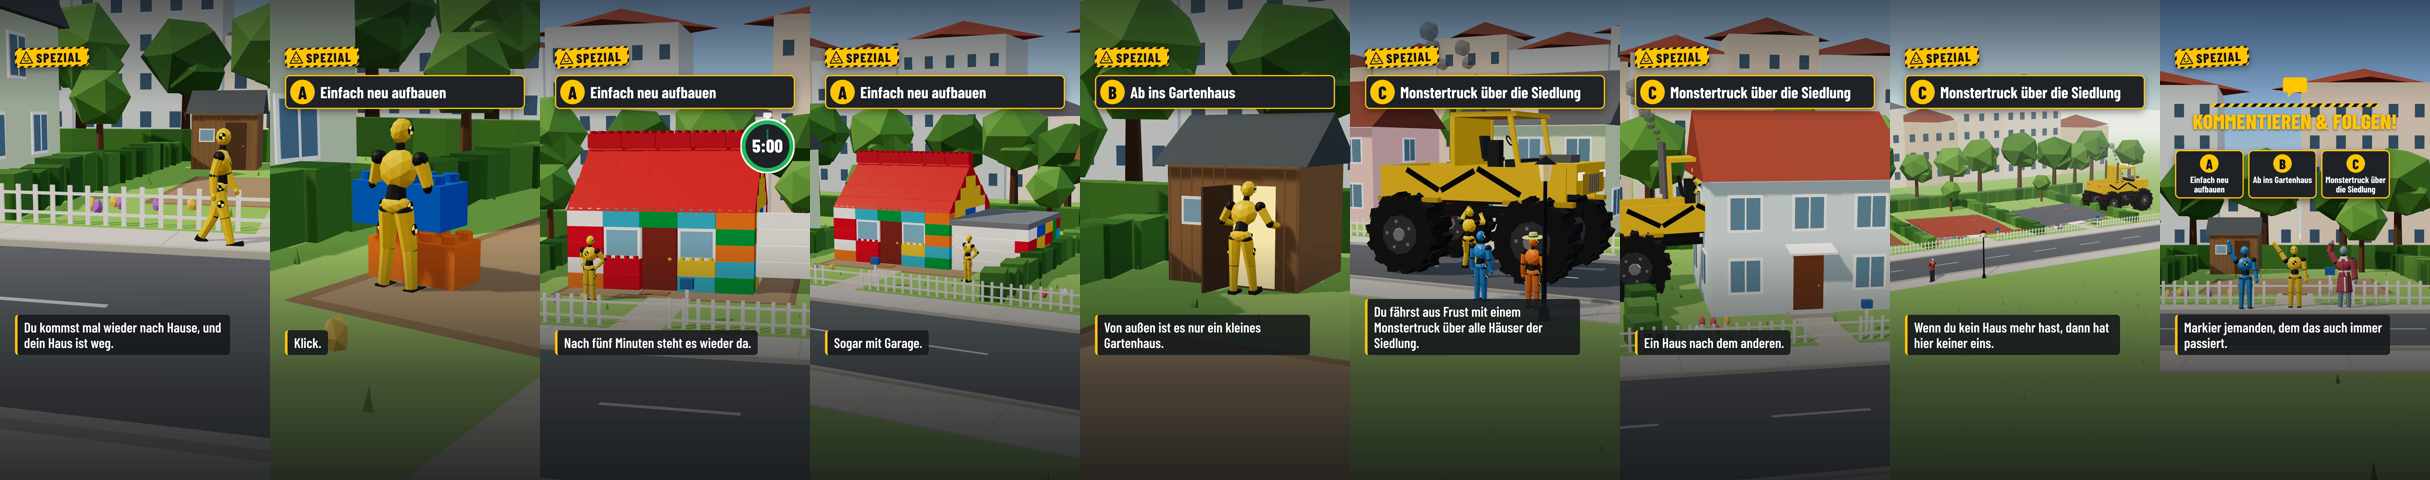 SPEZIAL
Du kommst mal wieder nach Hause, und
dein Haus ist weg.
SPEZIAL
A Einfach neu aufbauen
Klick.
SPEZIAL
A Einfach neu aufbauen
5:00
Nach fünf Minuten steht es wieder da.
SPEZIAL
A Einfach neu aufbauen
Sogar mit Garage.
SPEZIAL
B Ab ins Gartenhaus
Von außen ist es nur ein kleines
Gartenhaus.
SPEZIAL
C Monstertruck über die Siedlung
Du fährst aus Frust mit einem
Monstertruck über alle Häuser der
Siedlung.
SPEZIAL
C Monstertruck über die Siedlung
Ein Haus nach dem anderen.
SPEZIAL
C Monstertruck über die Siedlung
Wenn du kein Haus mehr hast, dann hat
hier keiner eins.
SPEZIAL
KOMMENTIEREN & FOLGEN!
A
Einfach neu
aufbauen
B
Ab ins Gartenhaus
C
Monstertruck über
die Siedlung
Markier jemanden, dem das auch immer
passiert.